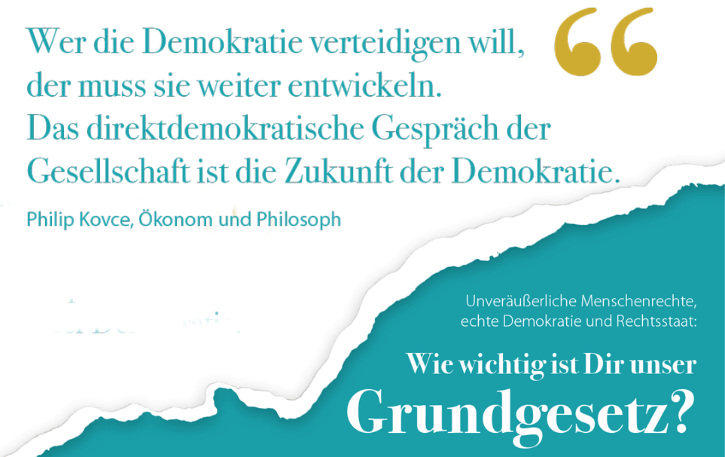 Wer die Demokratie verteidigen will,
der muss sie weiter entwickeln.
Das direktdemokratische Gespräch der
Gesellschaft ist die Zukunft der Demokratie.
Philip Kovce, Ökonom und Philosoph
Unveräußerliche Menschenrechte,
echte Demokratie und Rechtsstaat:
Wie wichtig ist Dir unser
Grundgesetz?